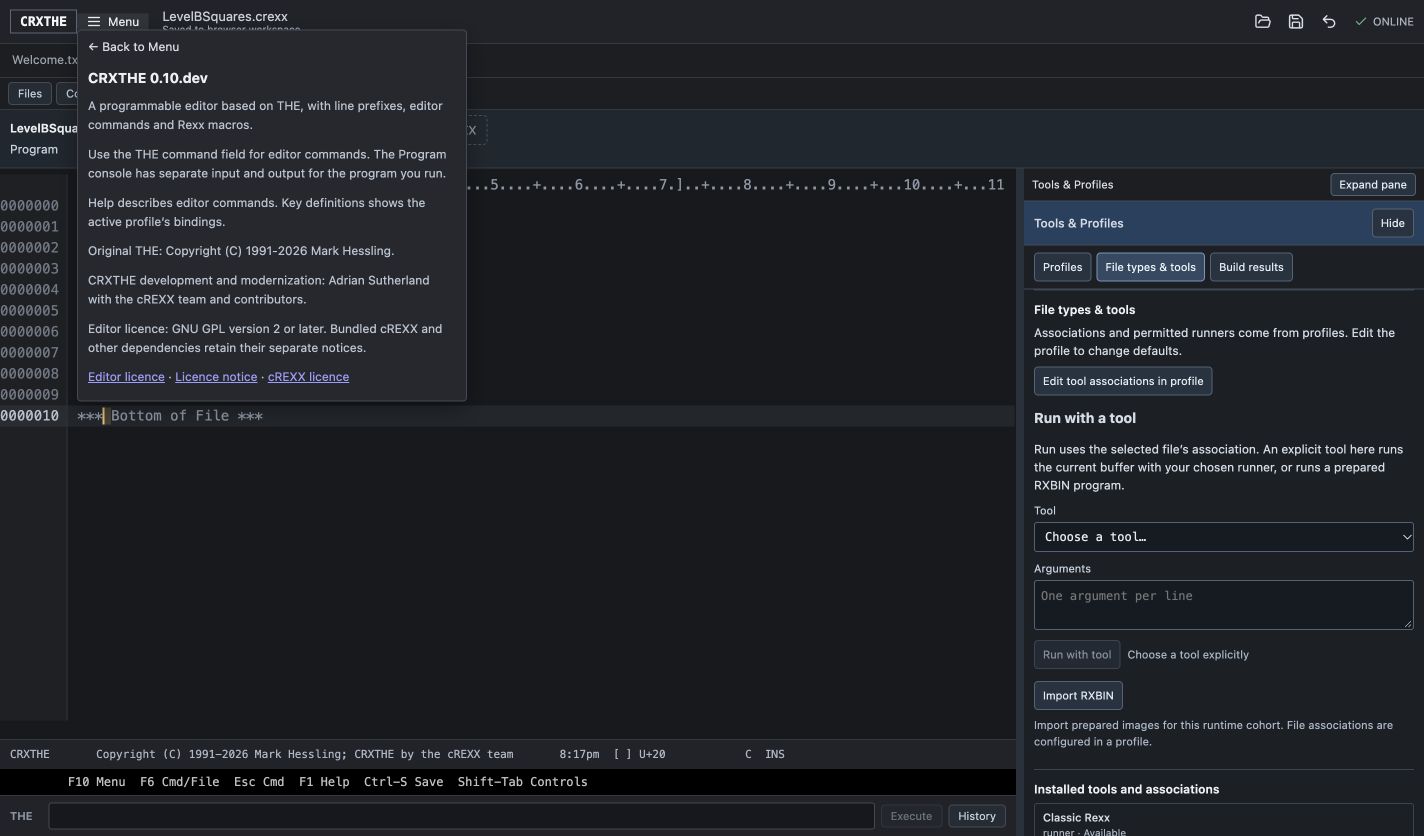 CRXTHE
Menu
LevelBSquares.crexx
Saved to browser workspace
ONLINE
← Back to Menu
Welcome.tx
CRXTHE 0.10.dev
Files
A programmable editor based on THE, with line prefixes, editor
commands and Rexx macros.
LevelBSqua
Program
Use the THE command field for editor commands. The Program
console has separate input and output for the program you run.
Help describes editor commands. Key definitions shows the
active profile’s bindings.
Original THE: Copyright (C) 1991-2026 Mark Hessling.
CRXTHE development and modernization: Adrian Sutherland
with the cREXX team and contributors.
Editor licence: GNU GPL version 2 or later. Bundled cREXX and
other dependencies retain their separate notices.
Editor licence · Licence notice · cREXX licence
...5....+....6....+....7.]..+....8....+....9....+...10....+...11
0000000
0000001
0000002
0000003
0000004
0000005
0000006
0000007
0000008
0000009
0000010 *** Bottom of File ***
Tools & Profiles
Expand pane
Tools & Profiles
Hide
Profiles
File types & tools
Build results
File types & tools
Associations and permitted runners come from profiles. Edit the
profile to change defaults.
Edit tool associations in profile
Run with a tool
Run uses the selected file’s association. An explicit tool here runs
the current buffer with your chosen runner, or runs a prepared
RXBIN program.
Tool
Choose a tool…
Arguments
One argument per line
Run with tool
Choose a tool explicitly
Import RXBIN
Import prepared images for this runtime cohort. File associations are
configured in a profile.
Installed tools and associations
Classic Rexx
runner · Available
CRXTHE Copyright (C) 1991–2026 Mark Hessling; CRXTHE by the cREXX team 8:17pm [ ] U+20 C INS
F10 Menu F6 Cmd/File Esc Cmd F1 Help Ctrl-S Save Shift-Tab Controls
THE
Execute
History